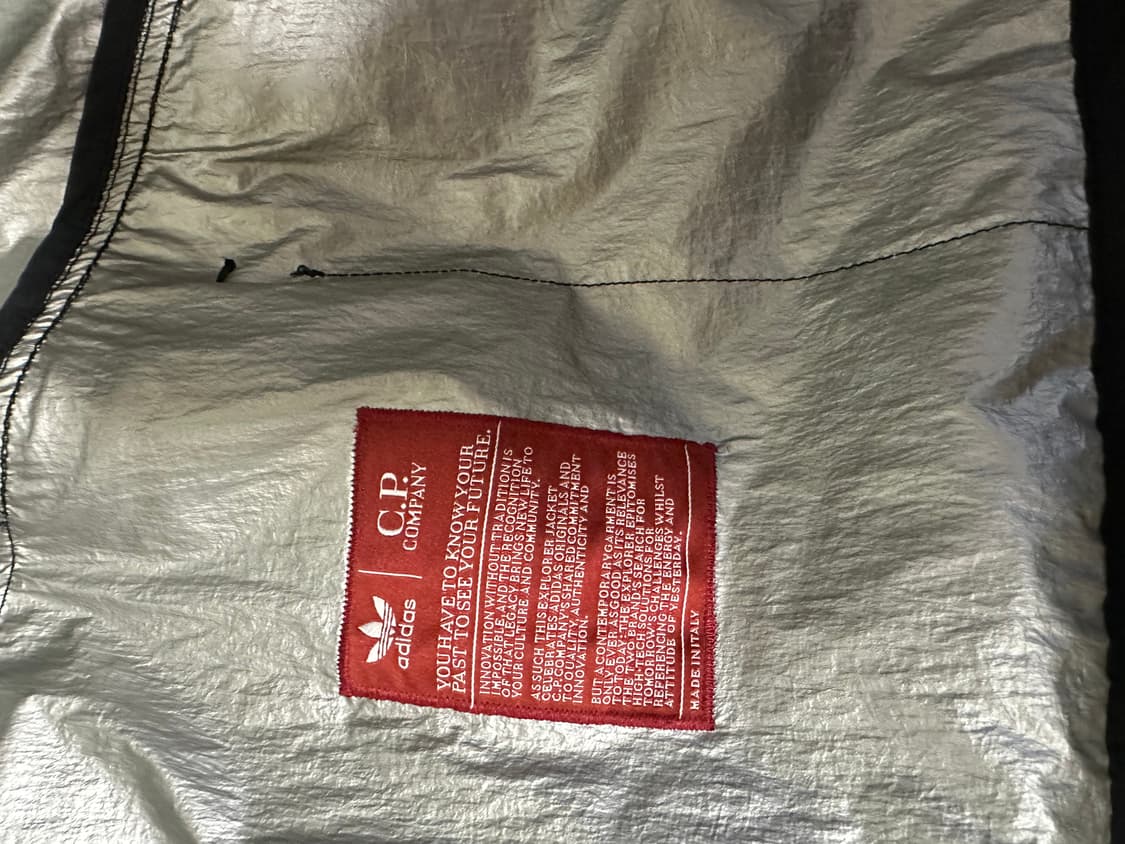 adidas
C.P.
COMPANY
YOU HAVE TO KNOW YOUR
PAST TO SEE YOUR FUTURE.
INNOVATION WITHOUT TRADITION IS
IMPOSSIBLE, AND THE RECOGNITION
OF THAT LEGACY BRINGS NEW LIFE TO
YOUR CULTURE AND COMMUNITY.
AS SUCH THIS EXPLORER JACKET
CELEBRATES ADIDAS ORIGINALS AND
C.P. COMPANY'S SHARED COMMITMENT
TO QUALITY, AUTHENTICITY AND
INNOVATION.
BUT A CONTEMPORARY GARMENT IS
ONLY EVER AS GOOD AS ITS RELEVANCE
TO TODAY: THE EXPLORER EPITOMISES
THE TWO BRAND'S SEARCH FOR
HIGH-TECH SOLUTIONS FOR
TOMORROW'S CHALLENGES WHILST
REFERENCING THE ENERGY AND
ATTITUDE OF YESTERDAY.
MADE IN ITALY